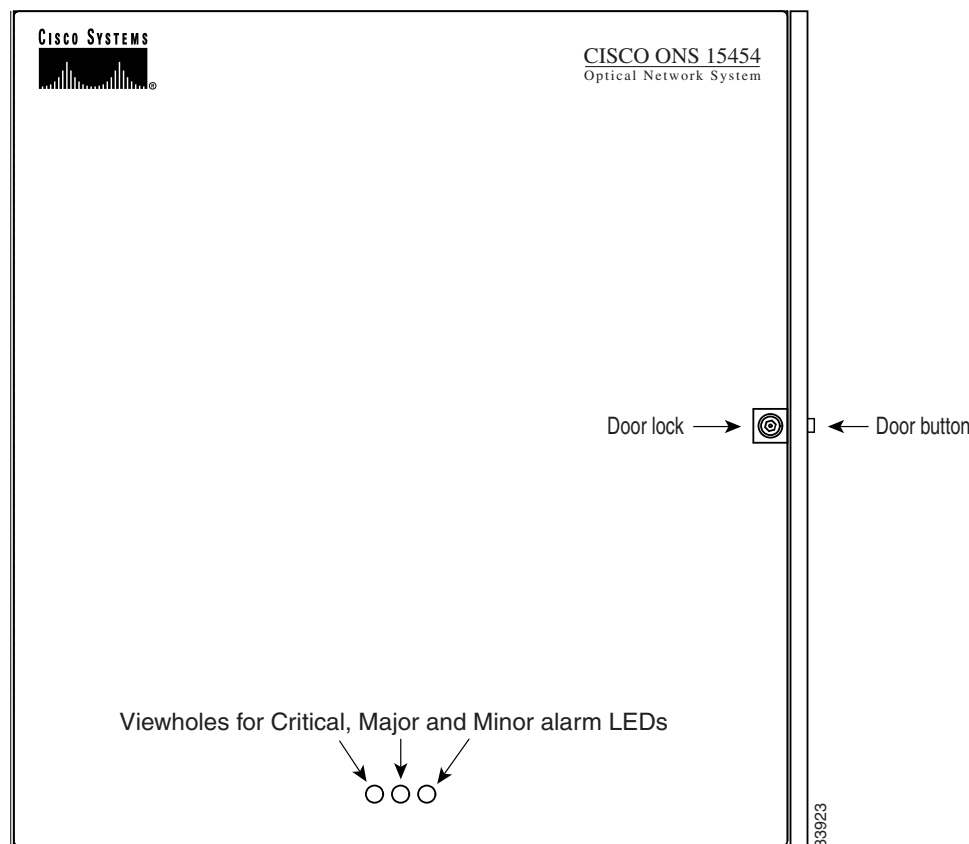 CISCO SYSTEMS
®
CISCO ONS 15454
Optical Network System
Door lock
Door button
Viewholes for Critical, Major and Minor alarm LEDs
33923